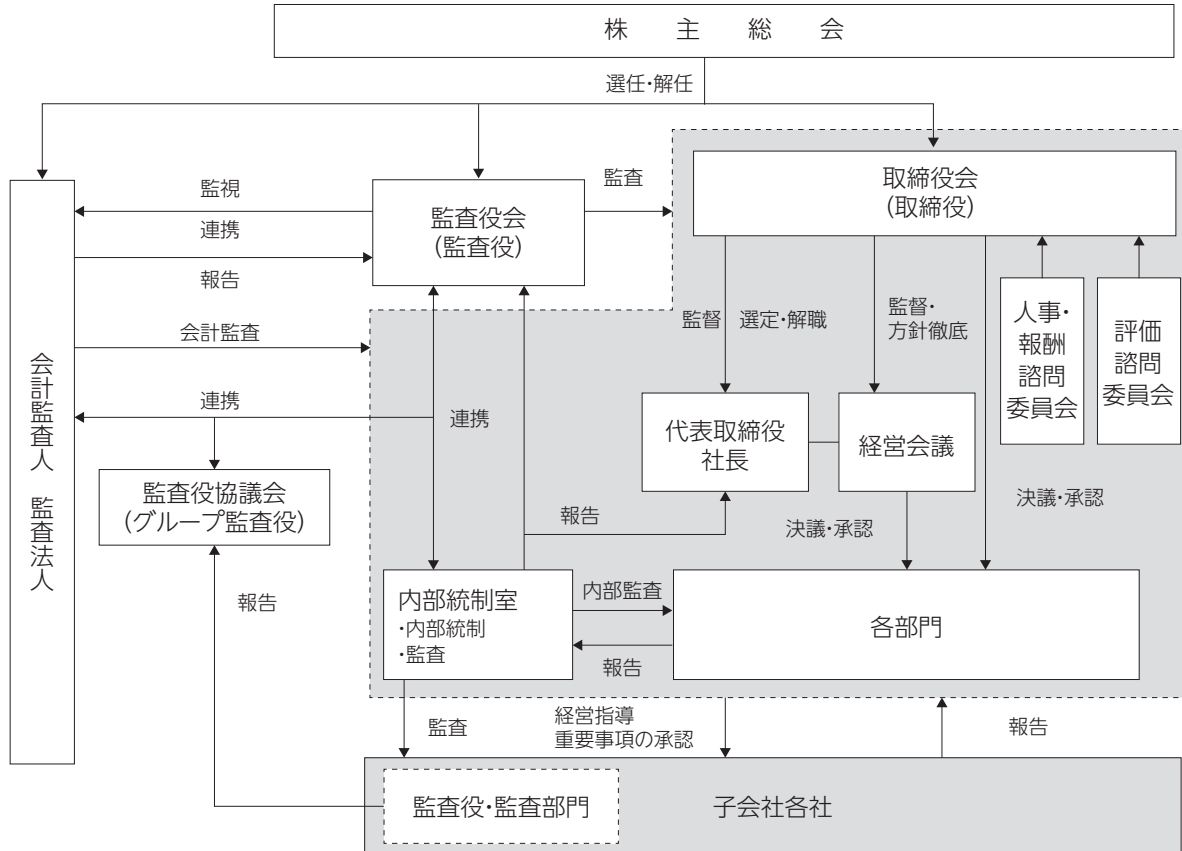 株主総会
選任・解任
監視
連携
報告
監査役会
(監査役)
監査
取締役会
(取締役)
会計監査
監督
選定・解職
監督・
方針徹底
人事・
報酬
諮問
委員会
評価
諮問
委員会
会計監査人 監査法人
連携
連携
代表取締役
社長
経営会議
監査役協議会
(グループ監査役)
報告
決議・承認
決議・承認
報告
内部統制室
・内部統制
・監査
内部監査
報告
各部門
監査
経営指導
重要事項の承認
報告
監査役・監査部門
子会社各社